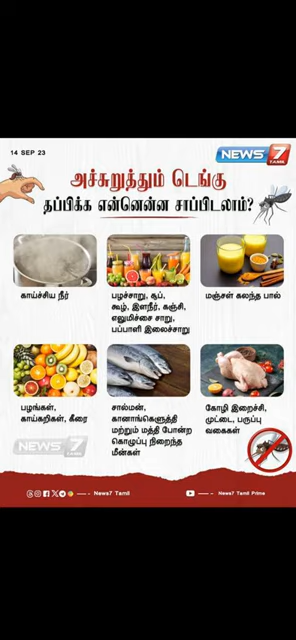 14 SEP 23
NEWS 7
TAMIL
அச்சுறுத்தும் டெங்கு
தப்பிக்க என்னென்ன சாப்பிடலாம்?
காய்ச்சிய நீர்
பழச்சாறு, சூப்,
கூழ், இளநீர், கஞ்சி,
எலுமிச்சை சாறு,
பப்பாளி இலைச்சாறு
மஞ்சள் கலந்த பால்
பழங்கள்,
காய்கறிகள், கீரை
சால்மன்,
கானாங்கெளுத்தி
மற்றும் மத்தி போன்ற
கொழுப்பு நிறைந்த
மீன்கள்
கோழி இறைச்சி,
முட்டை, பருப்பு
வகைகள்
NEWS 7
TAMIL
News7 Tamil
News7 Tamil Prime